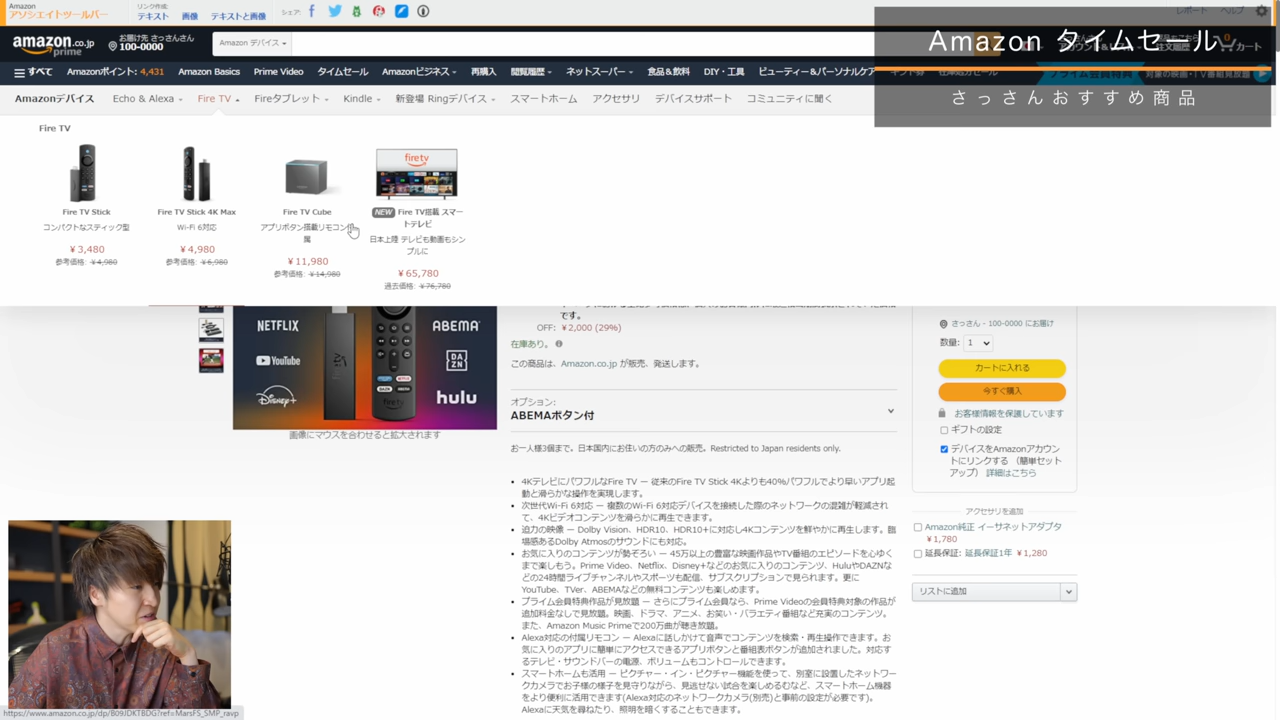 Amazon
アソシエイトツールバー
リンク作成:
テキスト 画像 テキストと画像
シェア:
レポート ヘルプ
Amazon タイムセール
さっさんおすすめ商品
amazon.co.jp
prime
お届け先 さっさんさん
100-0000
Amazon デバイス
0
カート
すべて Amazonポイント: 4,431 Amazon Basics Prime Video タイムセール Amazonビジネス 再購入 閲覧履歴 ネットスーパー 食品&飲料 DIY・工具 ビューティー&パーソナルケア
プライム会員特典 対象の映画・TV番組見放題
Amazonデバイス Echo & Alexa Fire TV Fireタブレット Kindle 新登場 Ringデバイス スマートホーム アクセサリ デバイスサポート コミュニティに聞く
Fire TV
Fire TV Stick
コンパクトなスティック型
¥3,480
参考価格: ¥4,980
Fire TV Stick 4K Max
Wi-Fi 6対応
¥4,980
参考価格: ¥6,980
Fire TV Cube
アプリボタン搭載リモコン付
属
¥11,980
参考価格: ¥14,980
firetv
NEW Fire TV搭載 スマ
ートテレビ
日本上陸 テレビも動画もシン
プルに
¥65,780
過去価格: ¥76,780
NETFLIX
YouTube
Disney+
ABEMA
DAZN
hulu
firetv
画像にマウスを合わせると拡大されます
です。
OFF: ¥2,000 (29%)
在庫あり。
この商品は、Amazon.co.jp が販売、発送します。
オプション:
ABEMAボタン付
お一人様3個まで。日本国内にお住いの方のみへの販売。Restricted to Japan residents only.
4KテレビにパワフルなFire TV — 従来のFire TV Stick 4Kよりも40%パワフルでより早いアプリ起
動と滑らかな操作を実現します。
次世代Wi-Fi 6対応 — 複数のWi-Fi 6対応デバイスを接続した際のネットワークの混雑が軽減され
て、4Kビデオコンテンツを滑らかに再生できます。
迫力の映像 — Dolby Vision、HDR10、HDR10+に対応し4Kコンテンツを鮮やかに再生します。臨
場感あるDolby Atmosのサウンドにも対応。
お気に入りのコンテンツが勢ぞろい — 45万以上の豊富な映画作品やTV番組のエピソードを心ゆく
まで楽しもう。Prime Video、Netflix、Disney+などのお気に入りのコンテンツ、HuluやDAZNな
どの24時間ライブチャンネルやスポーツも配信、サブスクリプションで見られます。更に
YouTube、TVer、ABEMAなどの無料コンテンツも楽しめます。
プライム会員特典作品が見放題 — さらにプライム会員なら、Prime Videoの会員特典対象の作品が
追加料金なしで見放題。映画、ドラマ、アニメ、お笑い・バラエティ番組など充実のコンテンツ。
また、Amazon Music Primeで200万曲が聴き放題。
Alexa対応の付属リモコン — Alexaに話しかけて音声でコンテンツを検索・再生操作できます。お
気に入りのアプリに簡単にアクセスできるアプリボタンと番組表ボタンが追加されました。対応す
るテレビ・サウンドバーの電源、ボリュームもコントロールできます。
スマートホームも活用 — ピクチャー・イン・ピクチャー機能を使って、別室に設置したネットワー
クカメラでお子様の様子を見守りながら、見逃せない試合を楽しめるむなど、スマートホーム機器
をより便利に活用できます(Alexa対応のネットワークカメラ(別売)と事前の設定が必要です)。
Alexaに天気を尋ねたり、照明を暗くすることもできます。
さっさん - 100-0000 にお届け
数量: 1
カートに入れる
今すぐ購入
お客様情報を保護しています
ギフトの設定
デバイスをAmazonアカウン
トにリンクする (簡単セット
アップ) 詳細はこちら
アクセサリを追加
Amazon純正 イーサネットアダプタ
¥1,780
延長保証: 延長保証1年 ¥1,280
リストに追加
https://www.amazon.co.jp/dp/B09JDKTBDG?ref=MarsFS_SMP_ravp